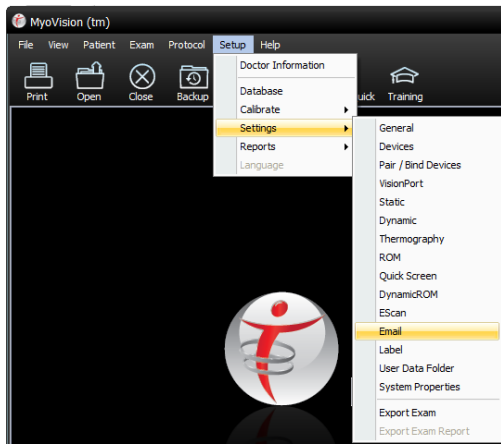 MyoVision (tm)
File View Patient Exam Protocol Setup Help
Print Open Close Backup Training
Doctor Information
Database
Calibrate
Settings
Reports
Language
General
Devices
Pair / Bind Devices
VisionPort
Static
Dynamic
Thermography
ROM
Quick Screen
DynamicROM
EScan
Email
Label
User Data Folder
System Properties
Export Exam
Export Exam Report